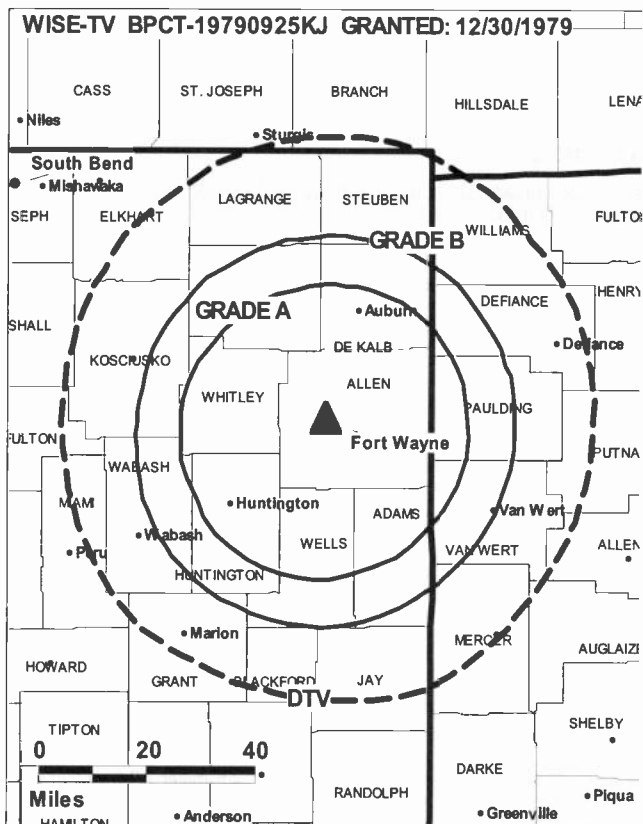 WISE-TV BPCT-19790925KJ GRANTED: 12/30/1979
CASS
ST. JOSEPH
BRANCH
HILLSDALE
LENA
Niles
Sturgis
South Bend
Mishawaka
LAGRANGE
STEUBEN
SEPH
ELKHART
WILLIAMS
FULTO
GRADE B
GRADE A
DEFIANCE
HENRY
Auburn
SHALL
DE KALB
Defiance
KOSCIUSKO
ALLEN
WHITLEY
PAULDING
FULTON
Fort Wayne
PUTNA
WABASH
MIAMI
Huntington
ADAMS
Van Wert
Wabash
WELLS
VAN WERT
ALLEN
Peru
HUNTINGTON
Marion
MERCER
AUGLAIZE
HOWARD
GRANT
BLACKFORD
JAY
DTV
TIPTON
SHELBY
0 20 40
DARKE
Miles
RANDOLPH
Piqua
HAMILTON
Anderson
Greenville